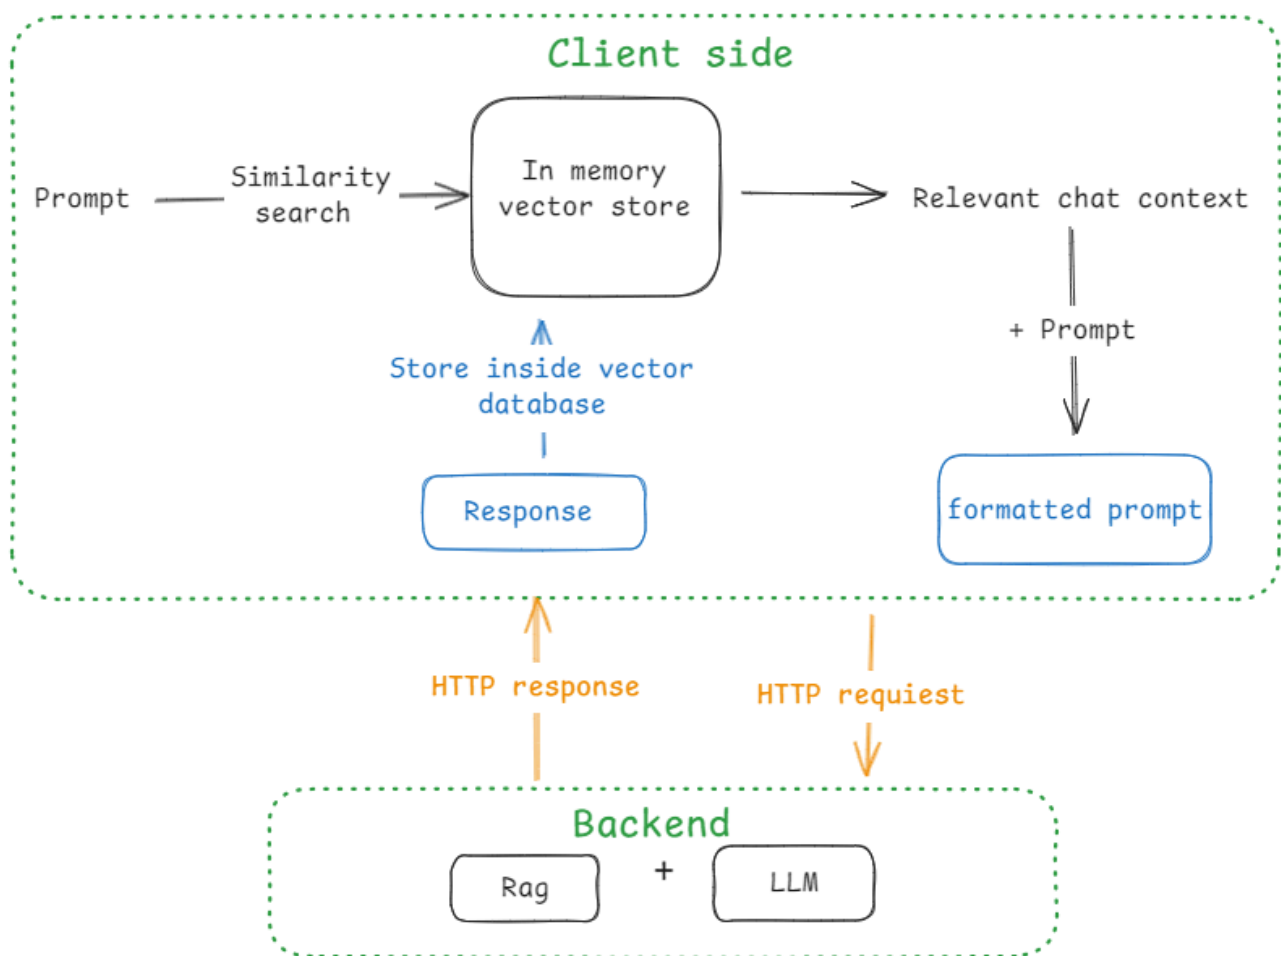 Client side
Prompt
Similarity
search
In memory
vector store
Relevant chat context
+ Prompt
Store inside vector
database
Response
formatted prompt
HTTP response
HTTP requiest
Backend
Rag
+
LLM